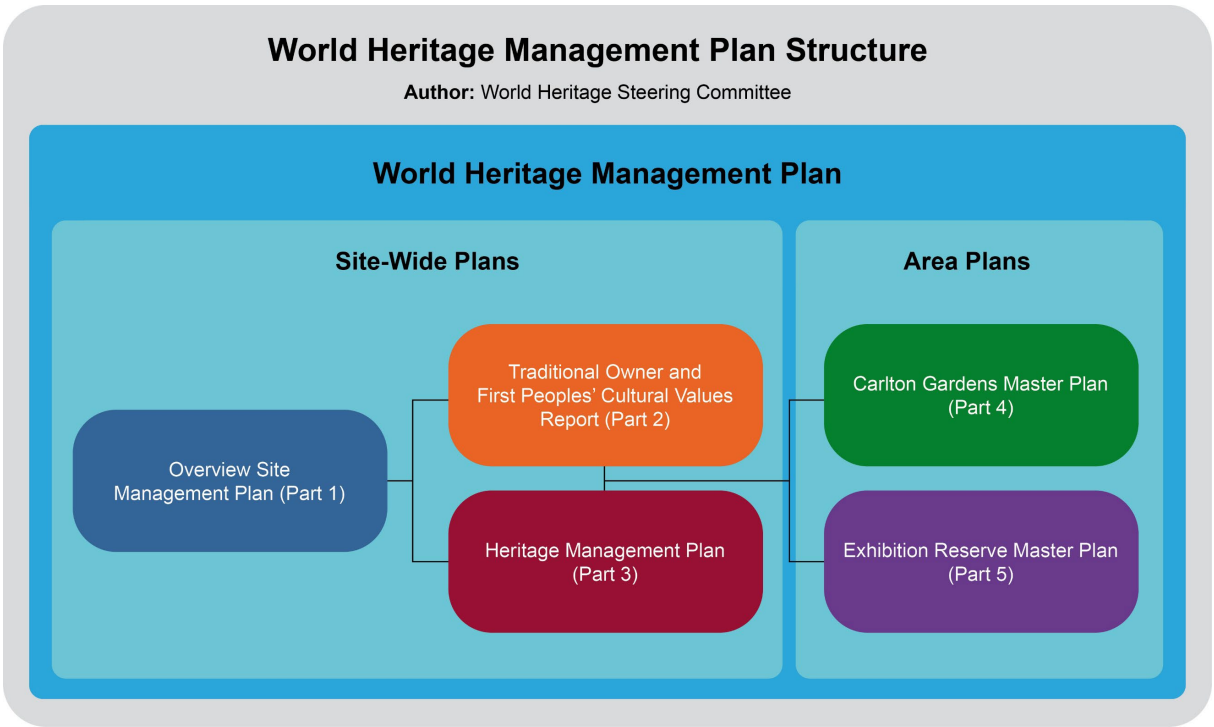 World Heritage Management Plan Structure
Author: World Heritage Steering Committee
World Heritage Management Plan
Site-Wide Plans
Overview Site
Management Plan (Part 1)
Traditional Owner and
First Peoples’ Cultural Values
Report (Part 2)
Heritage Management Plan
(Part 3)
Area Plans
Carlton Gardens Master Plan
(Part 4)
Exhibition Reserve Master Plan
(Part 5)